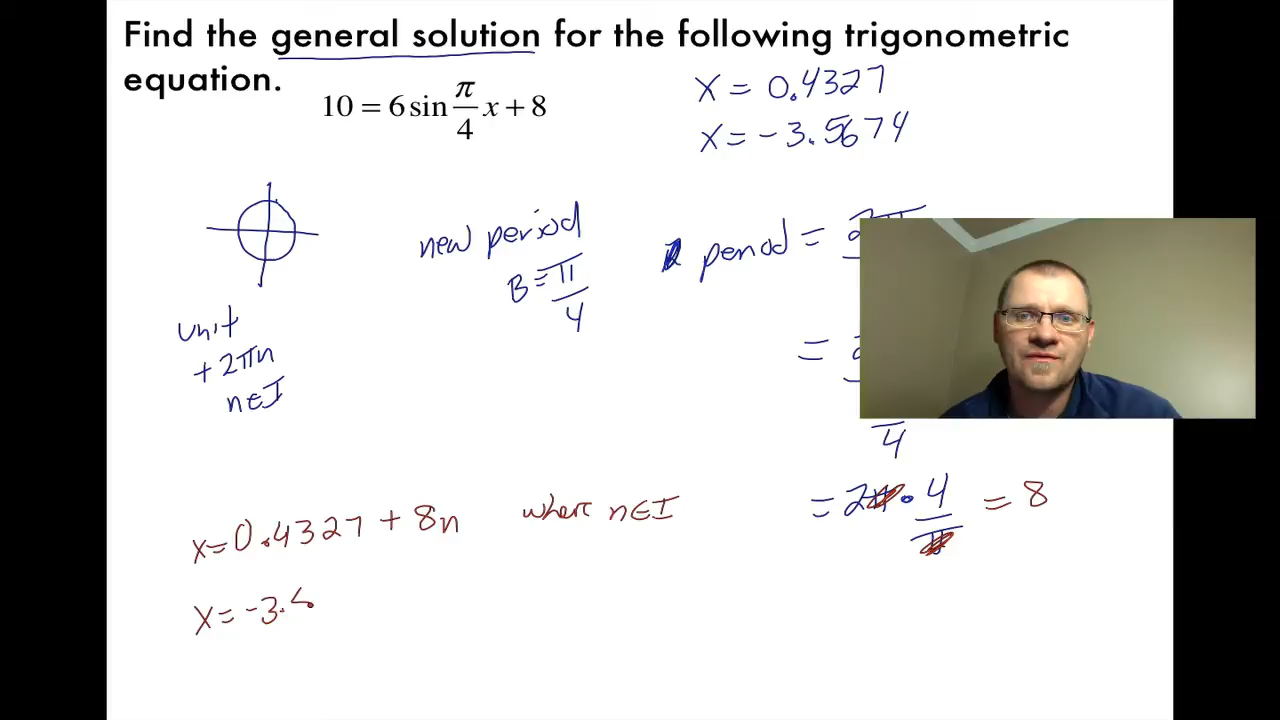 Find the general solution for the following trigonometric
equation.
10 = 6 sin π/4 x + 8
x = 0.4327
x = -3.5674
new period
B = π/4
period = 2π
=
4
= 2π · 4/π = 8
unit
+ 2πn
n∈I
x = 0.4327 + 8n where n∈I
x = -3.5